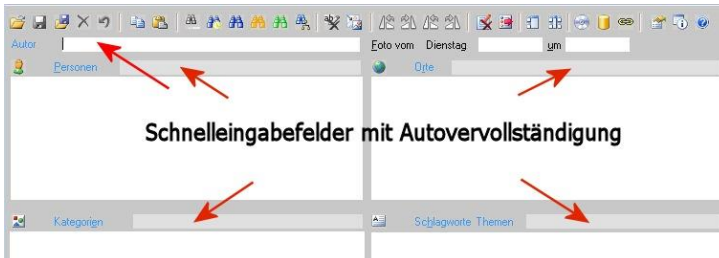 Autor Foto vom Dienstag um
Personen Orte
Schnelleingabefelder mit Autovervollständigung
Kategorien Schlagworte Themen